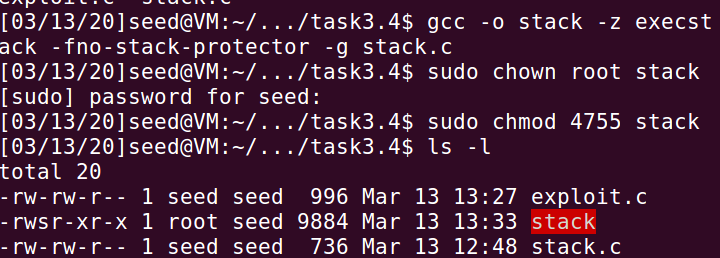 exploit.c stack.c
[03/13/20]seed@VM:~/.../task3.4$ gcc -o stack -z execst
ack -fno-stack-protector -g stack.c
[03/13/20]seed@VM:~/.../task3.4$ sudo chown root stack
[sudo] password for seed:
[03/13/20]seed@VM:~/.../task3.4$ sudo chmod 4755 stack
[03/13/20]seed@VM:~/.../task3.4$ ls -l
total 20
-rw-rw-r-- 1 seed seed  996 Mar 13 13:27 exploit.c
-rwsr-xr-x 1 root seed 9884 Mar 13 13:33 stack
-rw-rw-r-- 1 seed seed  736 Mar 13 12:48 stack.c